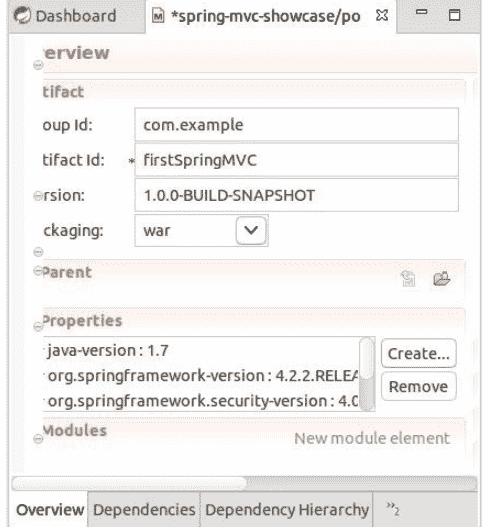 Dashboard *spring-mvc-showcase/po
erview
tifact
oup Id: com.example
tifact Id: * firstSpringMVC
rsion: 1.0.0-BUILD-SNAPSHOT
ckaging: war
Parent
Properties
java-version : 1.7
Create...
org.springframework-version : 4.2.2.RELEA
Remove
org.springframework.security-version : 4.0
Modules
New module element
Overview Dependencies Dependency Hierarchy »2